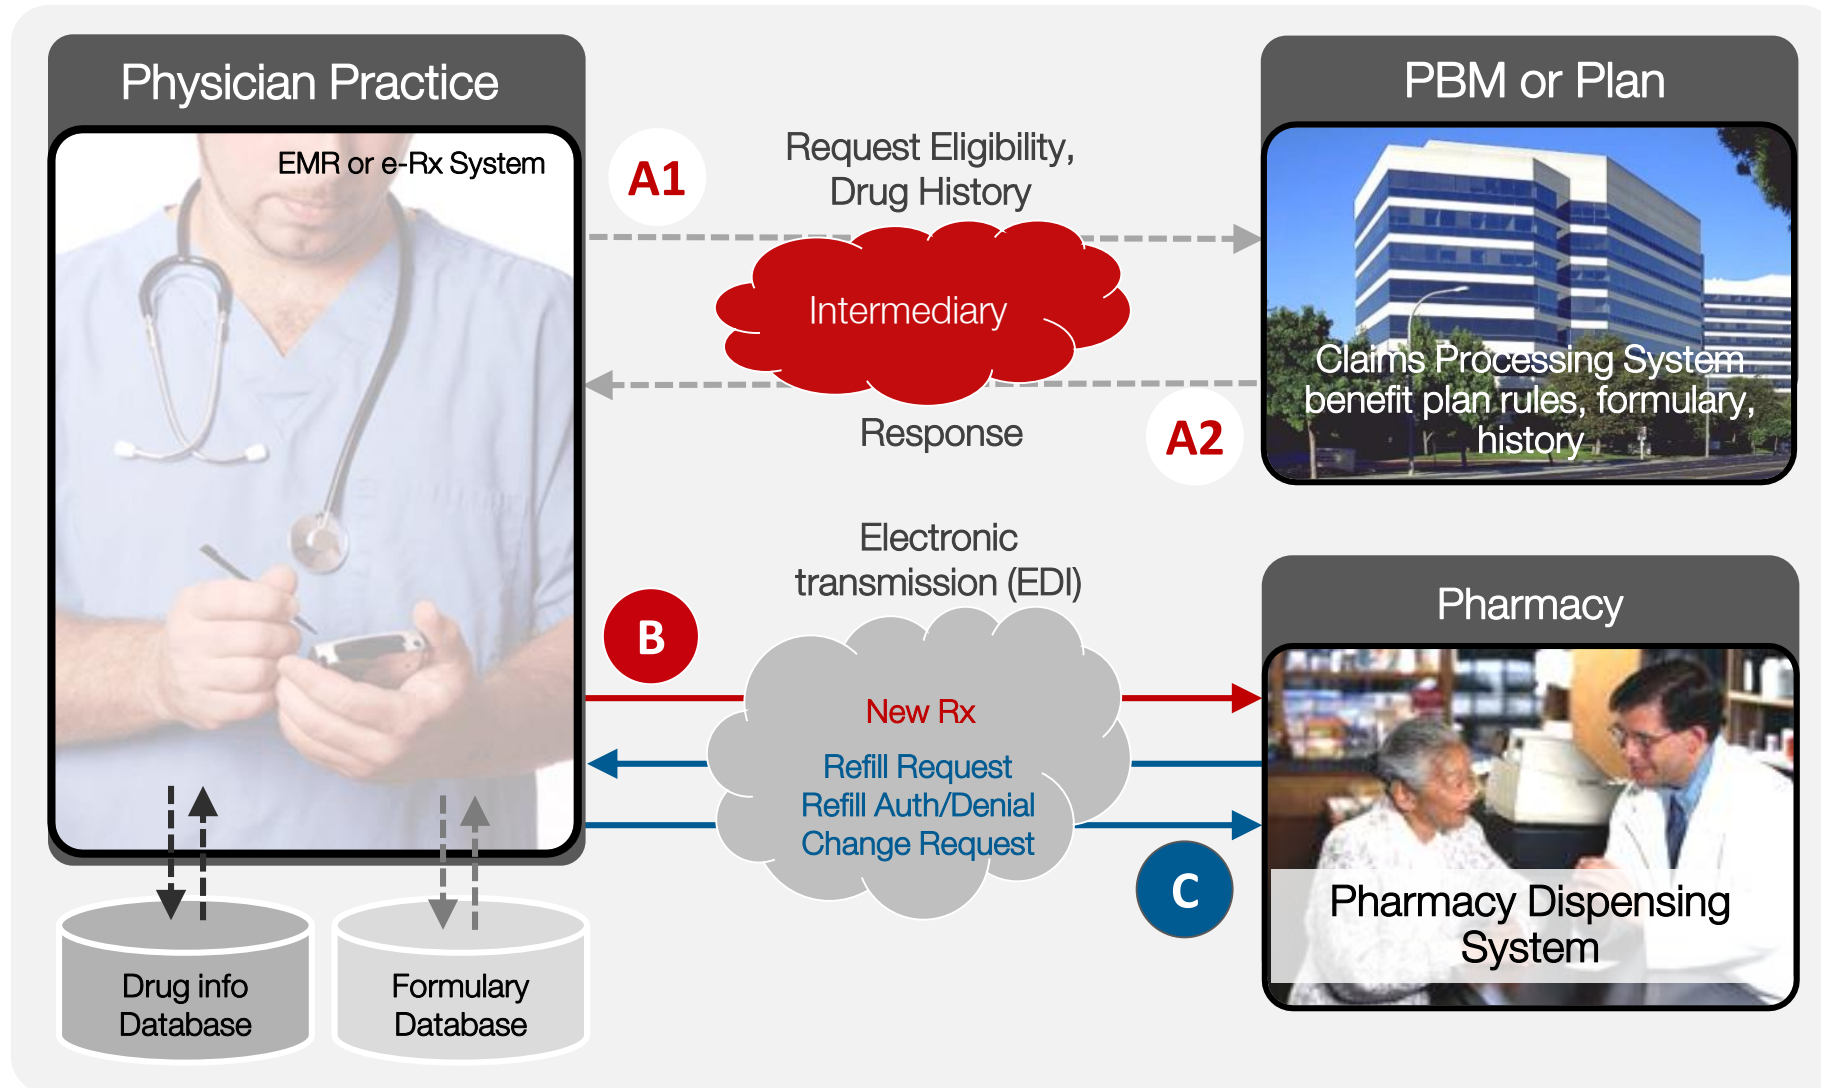 Physician Practice
EMR or e-Rx System
A1
Request Eligibility,
Drug History
Intermediary
Response
A2
PBM or Plan
Claims Processing System
benefit plan rules, formulary,
history
Electronic
transmission (EDI)
B
New Rx
Refill Request
Refill Auth/Denial
Change Request
C
Pharmacy
Pharmacy Dispensing
System
Drug info
Database
Formulary
Database